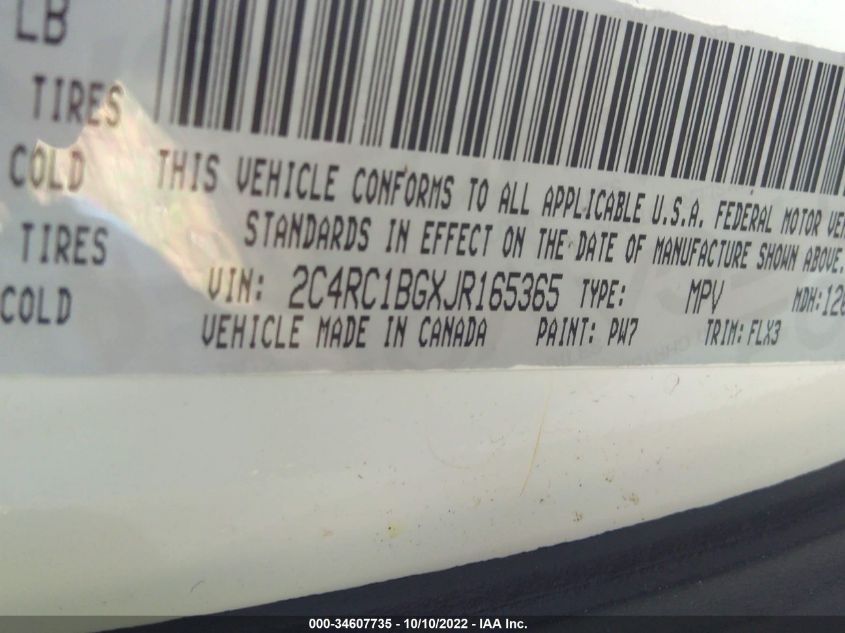 LB
TIRES
COLD
THIS VEHICLE CONFORMS TO ALL APPLICABLE U.S.A. FEDERAL MOTOR
STANDARDS IN EFFECT ON THE DATE OF MANUFACTURE SHOWN ABOVE.
TIRES
VIN: 2C4RC1BGXJR165365 TYPE: MPV MDH:
COLD
VEHICLE MADE IN CANADA PAINT: PW7 TRIM: FLX3
000-34607735 - 10/10/2022 - IAA Inc.